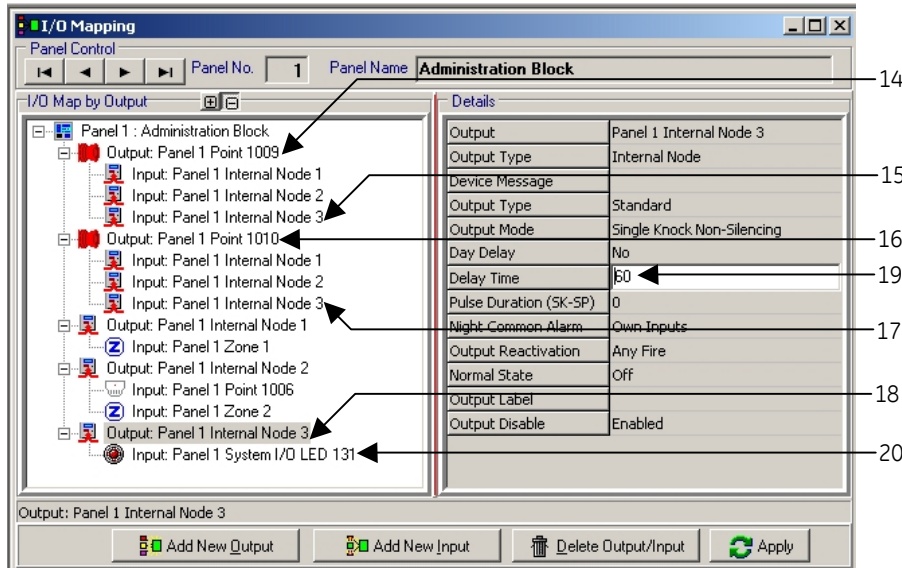 I/O Mapping
Panel Control
Panel No. 1 Panel Name Administration Block
14
I/O Map by Output
Panel 1 : Administration Block
Output: Panel 1 Point 1009
Input: Panel 1 Internal Node 1
Input: Panel 1 Internal Node 2
Input: Panel 1 Internal Node 3
15
Output: Panel 1 Point 1010
16
Input: Panel 1 Internal Node 1
Input: Panel 1 Internal Node 2
Input: Panel 1 Internal Node 3
17
Output: Panel 1 Internal Node 1
Input: Panel 1 Zone 1
Output: Panel 1 Internal Node 2
Input: Panel 1 Point 1006
Input: Panel 1 Zone 2
Output: Panel 1 Internal Node 3
18
Input: Panel 1 System I/O LED 131
20
Details
Output Panel 1 Internal Node 3
Output Type Internal Node
Device Message
Output Type Standard
Output Mode Single Knock Non-Silencing
Day Delay No
Delay Time 60
19
Pulse Duration (SK-SP) 0
Night Common Alarm Own Inputs
Output Reactivation Any Fire
Normal State Off
Output Label
Output Disable Enabled
Output: Panel 1 Internal Node 3
Add New Output
Add New Input
Delete Output/Input
Apply